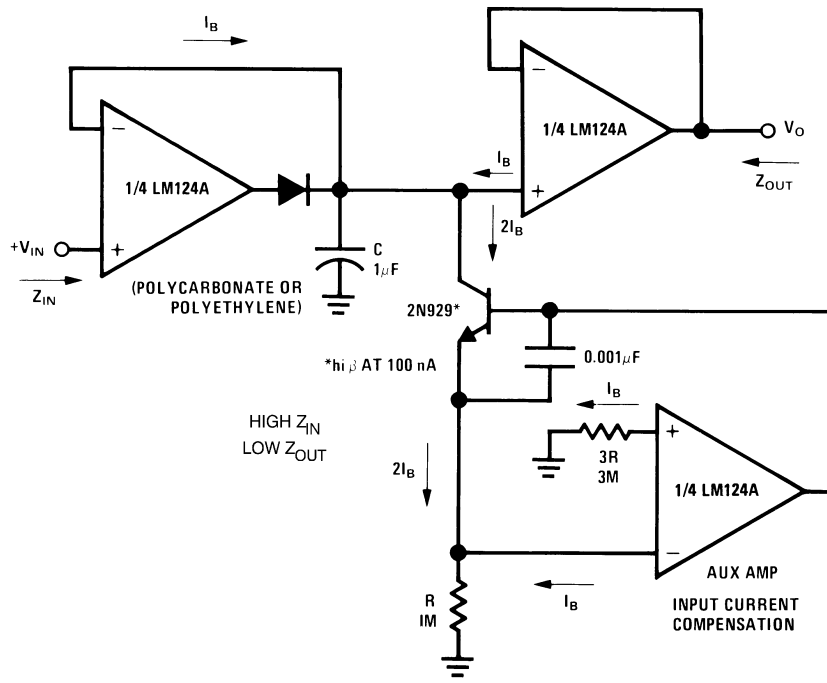 I_B
1/4 LM124A
−
+
+V_IN
Z_IN
C
1μF
(POLYCARBONATE OR
POLYETHYLENE)
1/4 LM124A
−
+
I_B
V_O
Z_OUT
2I_B
2N929*
*hi β AT 100 nA
0.001μF
HIGH Z_IN
LOW Z_OUT
I_B
3R
3M
+
−
1/4 LM124A
2I_B
I_B
AUX AMP
INPUT CURRENT
COMPENSATION
R
1M